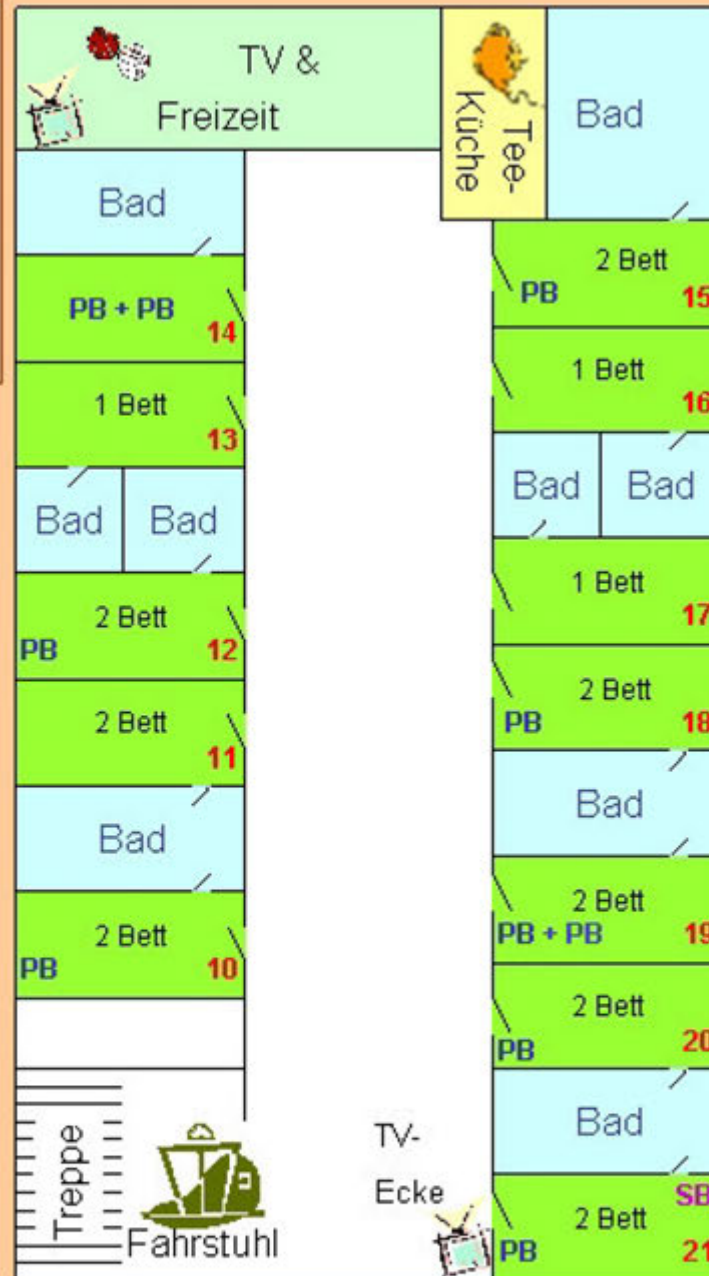 TV &
Freizeit
Tee-
Küche
Bad
Bad
PB + PB
14
1 Bett
13
Bad
Bad
2 Bett
PB
12
2 Bett
11
Bad
2 Bett
PB
10
Treppe
Fahrstuhl
TV-
Ecke
2 Bett
PB
15
1 Bett
16
Bad
Bad
1 Bett
17
2 Bett
PB
18
Bad
2 Bett
PB + PB
19
2 Bett
PB
20
Bad
SB
2 Bett
PB
21